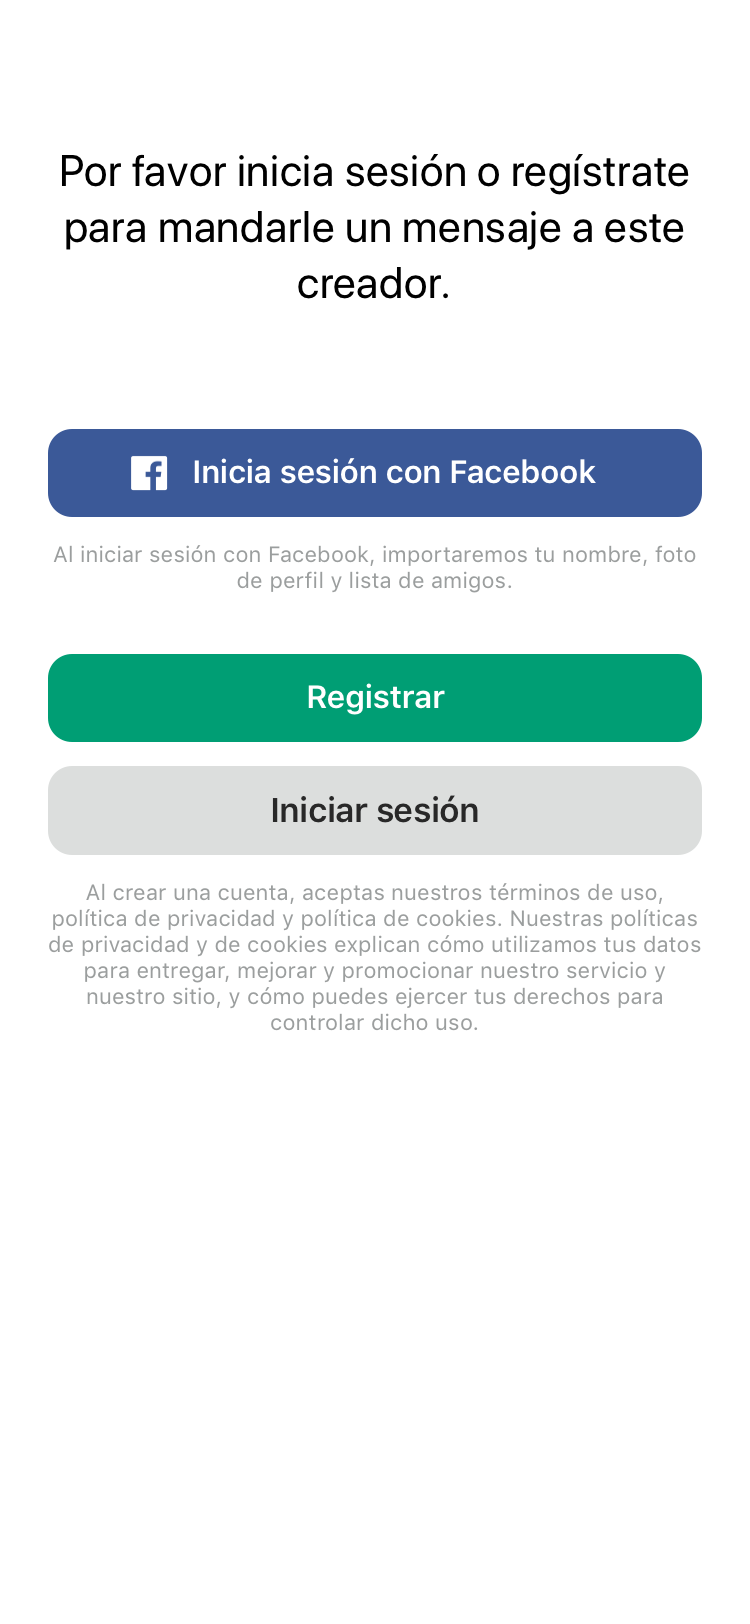 Por favor inicia sesión o regístrate
para mandarle un mensaje a este
creador.
Inicia sesión con Facebook
Al iniciar sesión con Facebook, importaremos tu nombre, foto
de perfil y lista de amigos.
Registrar
Iniciar sesión
Al crear una cuenta, aceptas nuestros términos de uso,
política de privacidad y política de cookies. Nuestras políticas
de privacidad y de cookies explican cómo utilizamos tus datos
para entregar, mejorar y promocionar nuestro servicio y
nuestro sitio, y cómo puedes ejercer tus derechos para
controlar dicho uso.